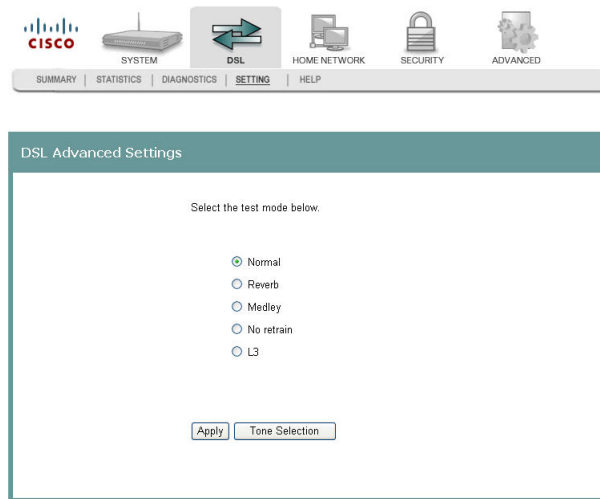 CISCO
SYSTEM DSL HOME NETWORK SECURITY ADVANCED
SUMMARY | STATISTICS | DIAGNOSTICS | SETTING | HELP
DSL Advanced Settings
Select the test mode below.
Normal
Reverb
Medley
No retrain
L3
Apply Tone Selection